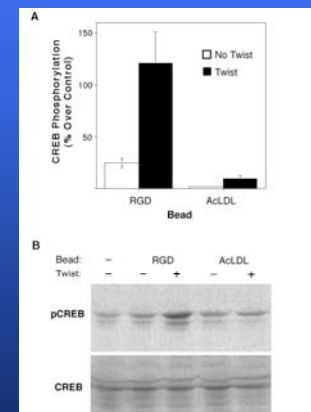 A
150
100
50
CREB Phosphorylation
(% Over Control)
No Twist
Twist
RGD
AcLDL
Bead
B
Bead: – RGD AcLDL
Twist: – – + – +
pCREB
CREB